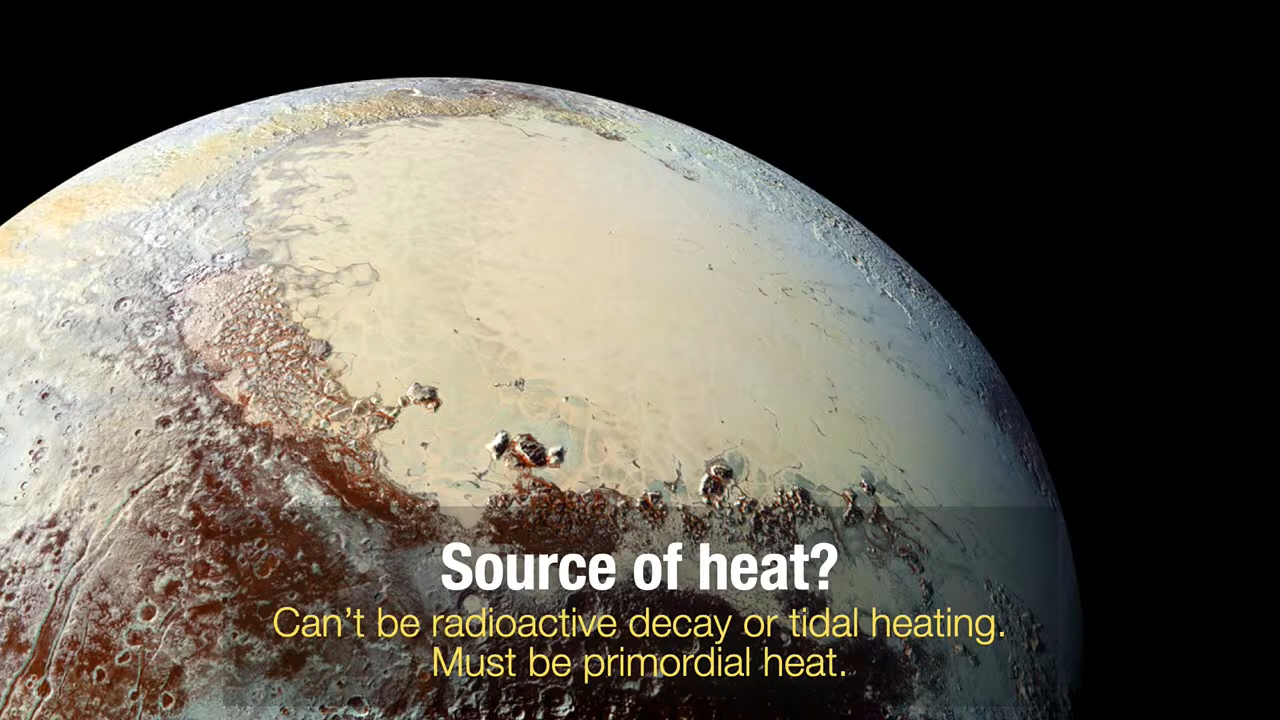 Source of heat?
Can’t be radioactive decay or tidal heating.
Must be primordial heat.